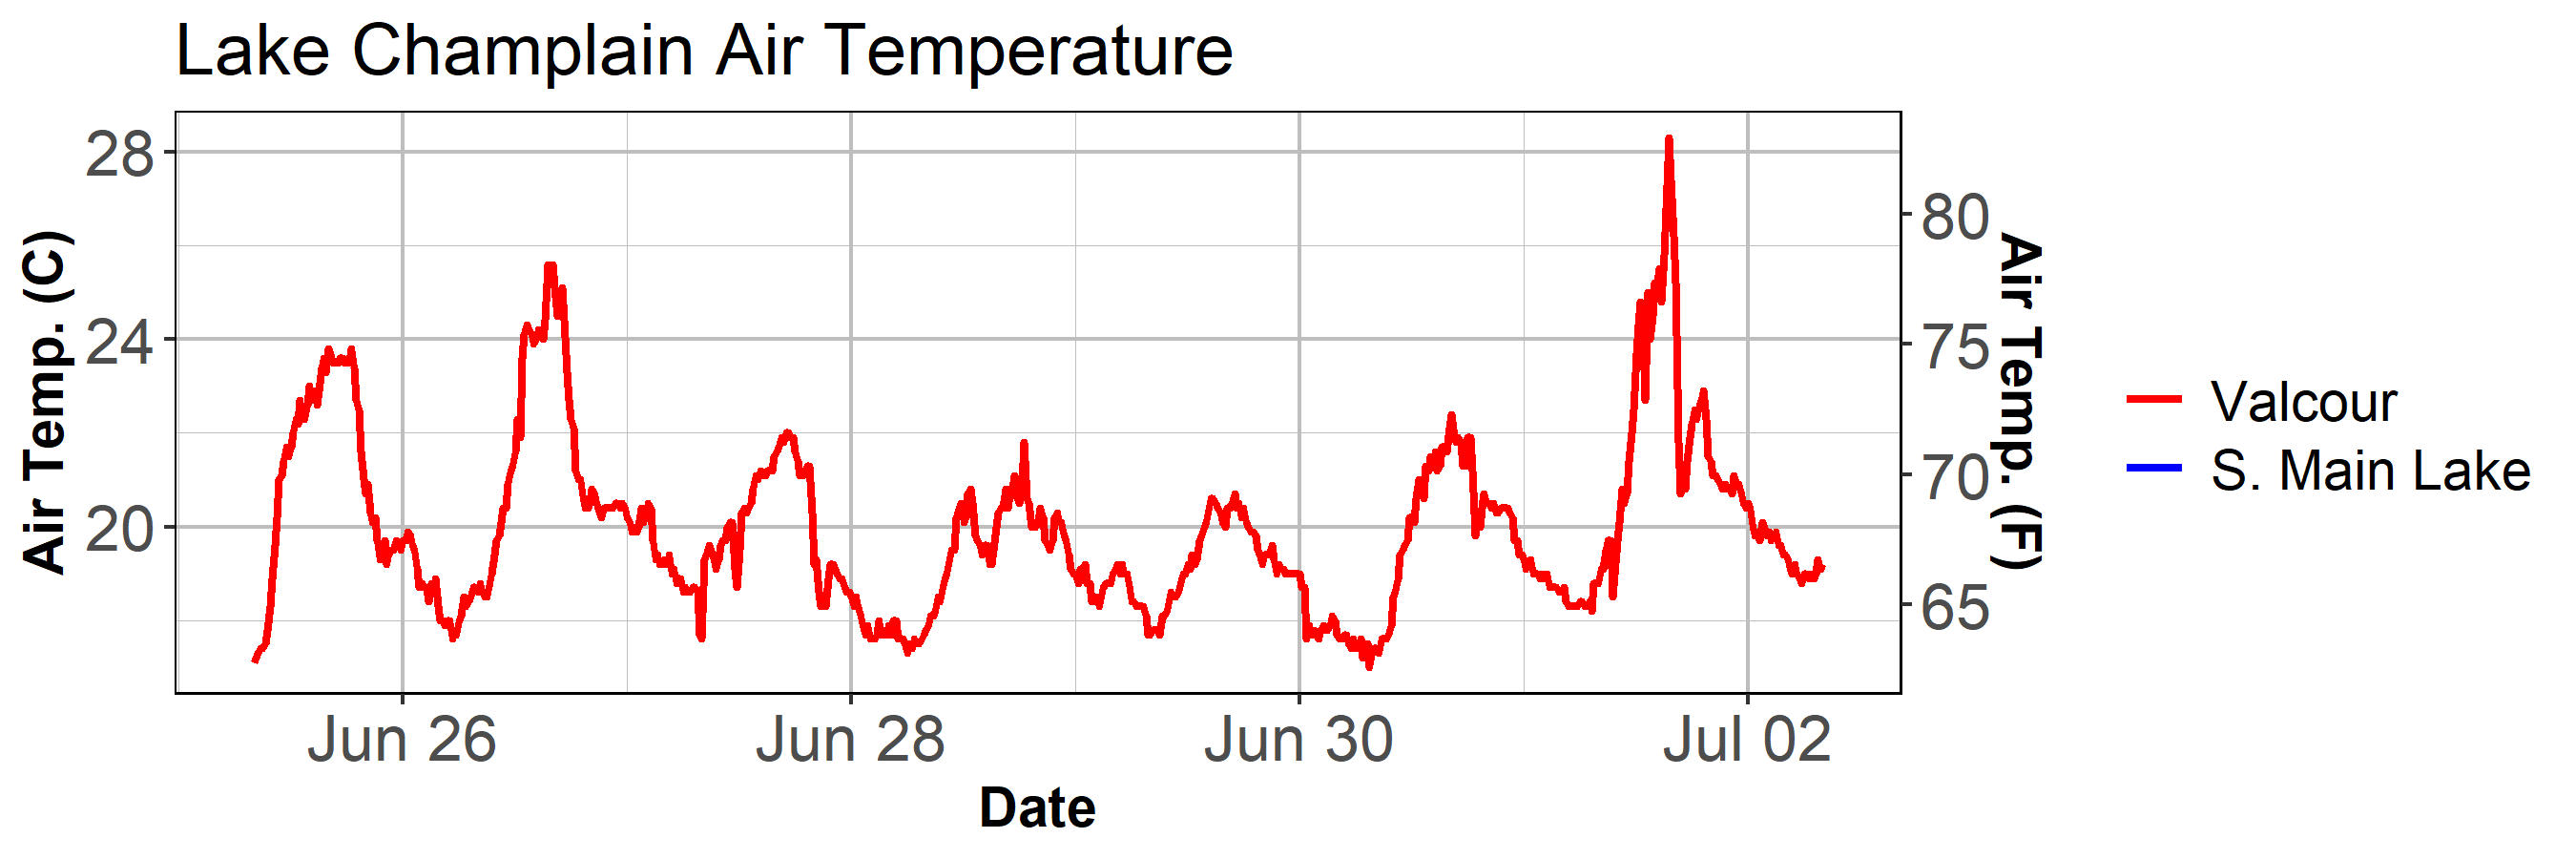 Lake Champlain Air Temperature
28
24
20
Air Temp. (C)
80
75
70
65
Air Temp. (F)
Jun 26
Jun 28
Jun 30
Jul 02
Date
Valcour
S. Main Lake